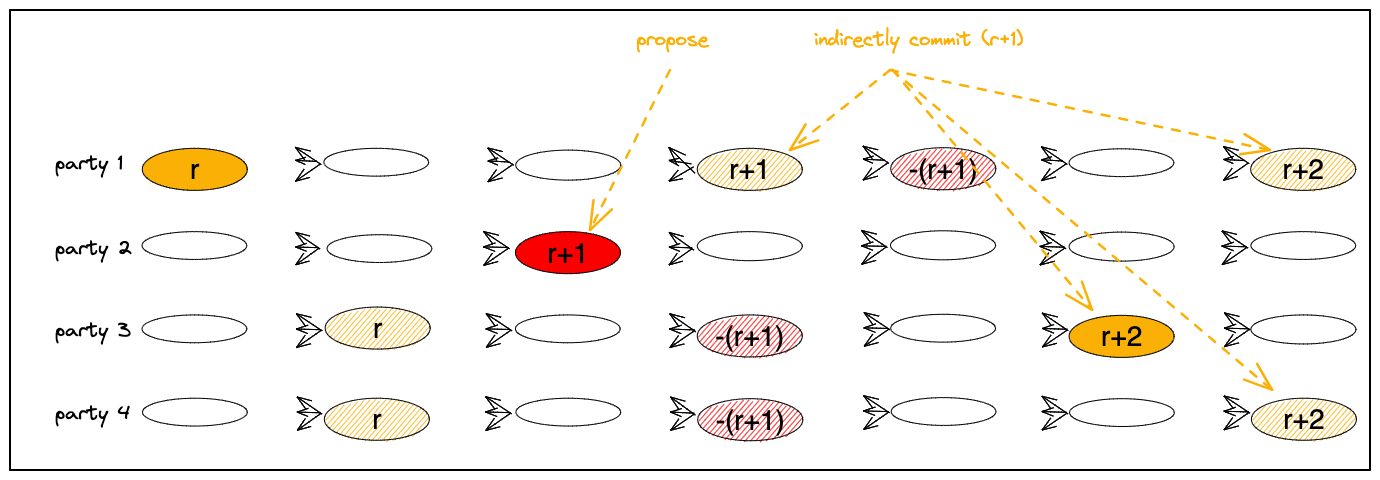 propose indirectly commit (r+1)
party 1 r r+1 -(r+1) r+2
party 2 r+1
party 3 r -(r+1) r+2
party 4 r -(r+1) r+2